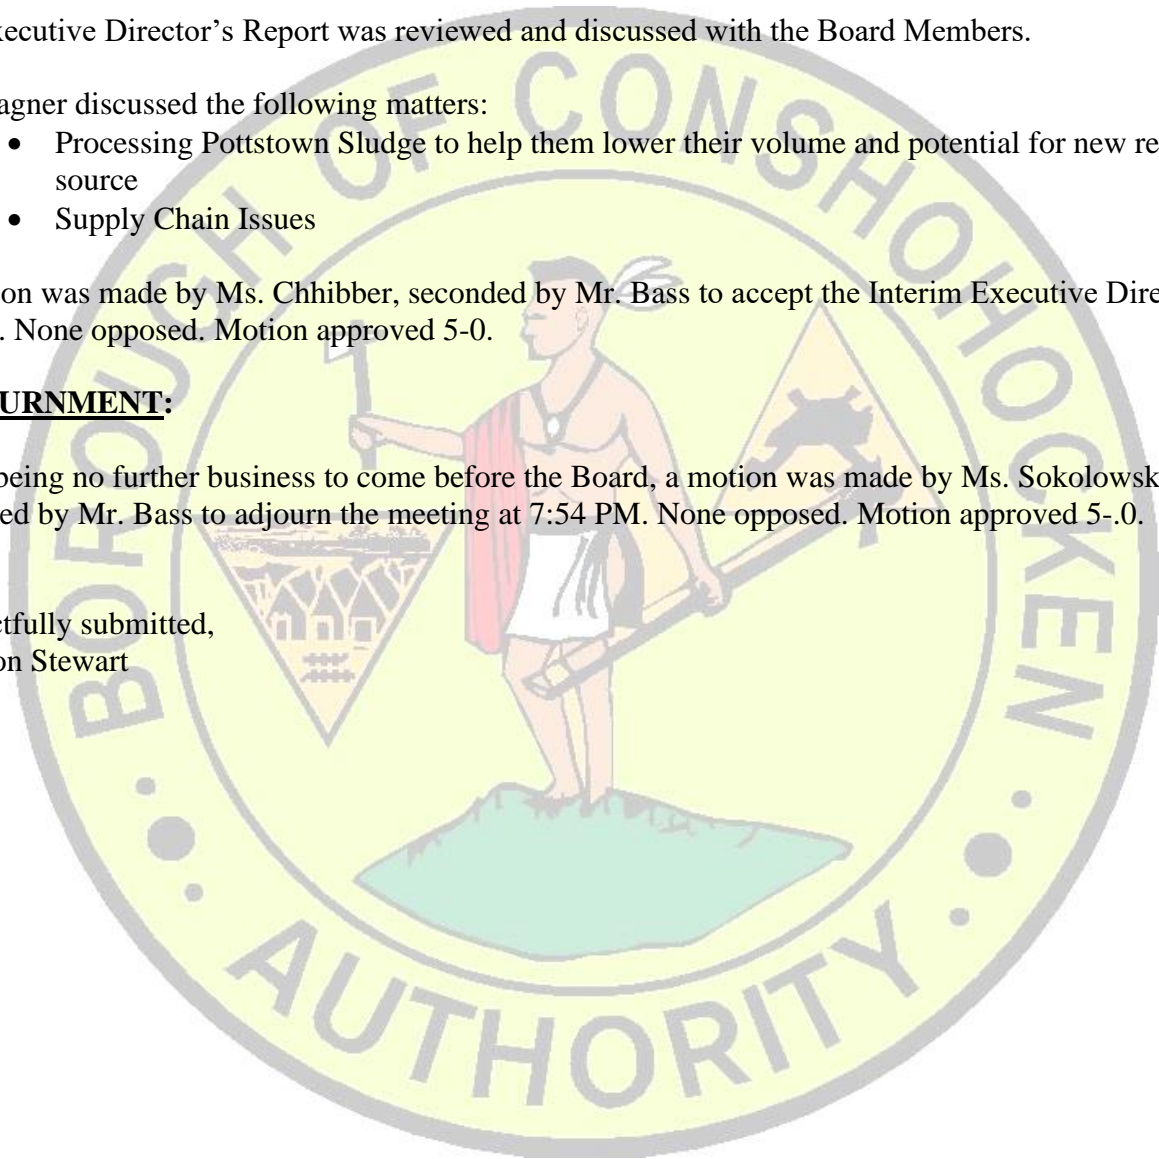 xecutive Director’s Report was reviewed and discussed with the Board Members.
agner discussed the following matters:
• Processing Pottstown Sludge to help them lower their volume and potential for new re
source
• Supply Chain Issues
on was made by Ms. Chhibber, seconded by Mr. Bass to accept the Interim Executive Dire
. None opposed. Motion approved 5-0.
URNMENT:
being no further business to come before the Board, a motion was made by Ms. Sokolowsk
ed by Mr. Bass to adjourn the meeting at 7:54 PM. None opposed. Motion approved 5-.0.
ctfully submitted,
on Stewart
BOROUGH OF CONSHOHOCKEN
AUTHORITY